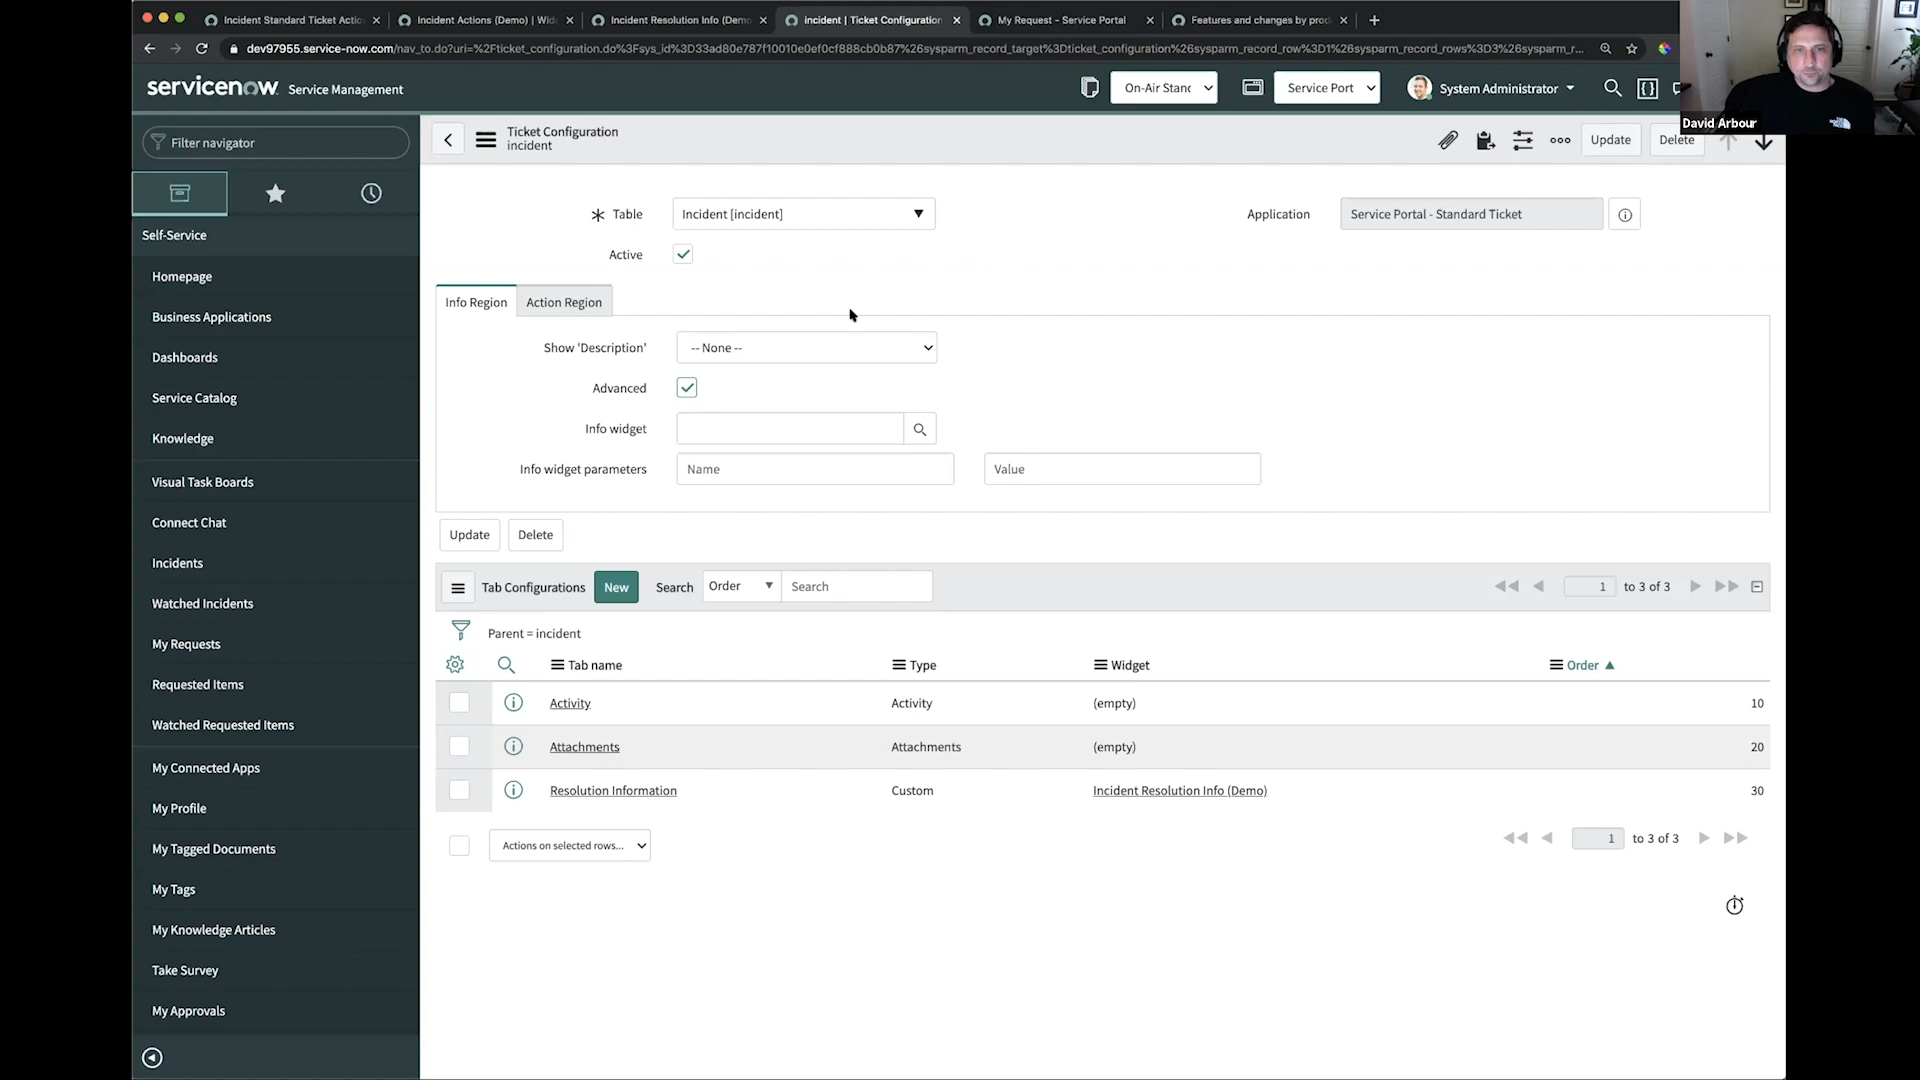 Incident Standard Ticket Actio
Incident Actions (Demo) | Wid
Incident Resolution Info (Demo
incident | Ticket Configuration
My Request - Service Portal
Features and changes by prod
dev97955.service-now.com/nav_to.do?uri=%2Fticket_configuration.do%3Fsys_id%3D33ad80e787f10010e0ef0cf888cb0b87%26sysparm_record_target%3Dticket_configuration%26sysparm_record_row%3D1%26sysparm_record_rows%3D3%26sysparm_r...
servicenow Service Management
On-Air Stanc
Service Port
System Administrator
David Arbour
Filter navigator
Self-Service
Homepage
Business Applications
Dashboards
Service Catalog
Knowledge
Visual Task Boards
Connect Chat
Incidents
Watched Incidents
My Requests
Requested Items
Watched Requested Items
My Connected Apps
My Profile
My Tagged Documents
My Tags
My Knowledge Articles
Take Survey
My Approvals
Ticket Configuration
incident
Update
Delete
Table
Incident [incident]
Application
Service Portal - Standard Ticket
Active
Info Region
Action Region
Show 'Description'
-- None --
Advanced
Info widget
Info widget parameters
Name
Value
Update
Delete
Tab Configurations New Search Order Search 1 to 3 of 3
Parent = incident
Tab name Type Widget Order
Activity Activity (empty) 10
Attachments Attachments (empty) 20
Resolution Information Custom Incident Resolution Info (Demo) 30
Actions on selected rows... 1 to 3 of 3